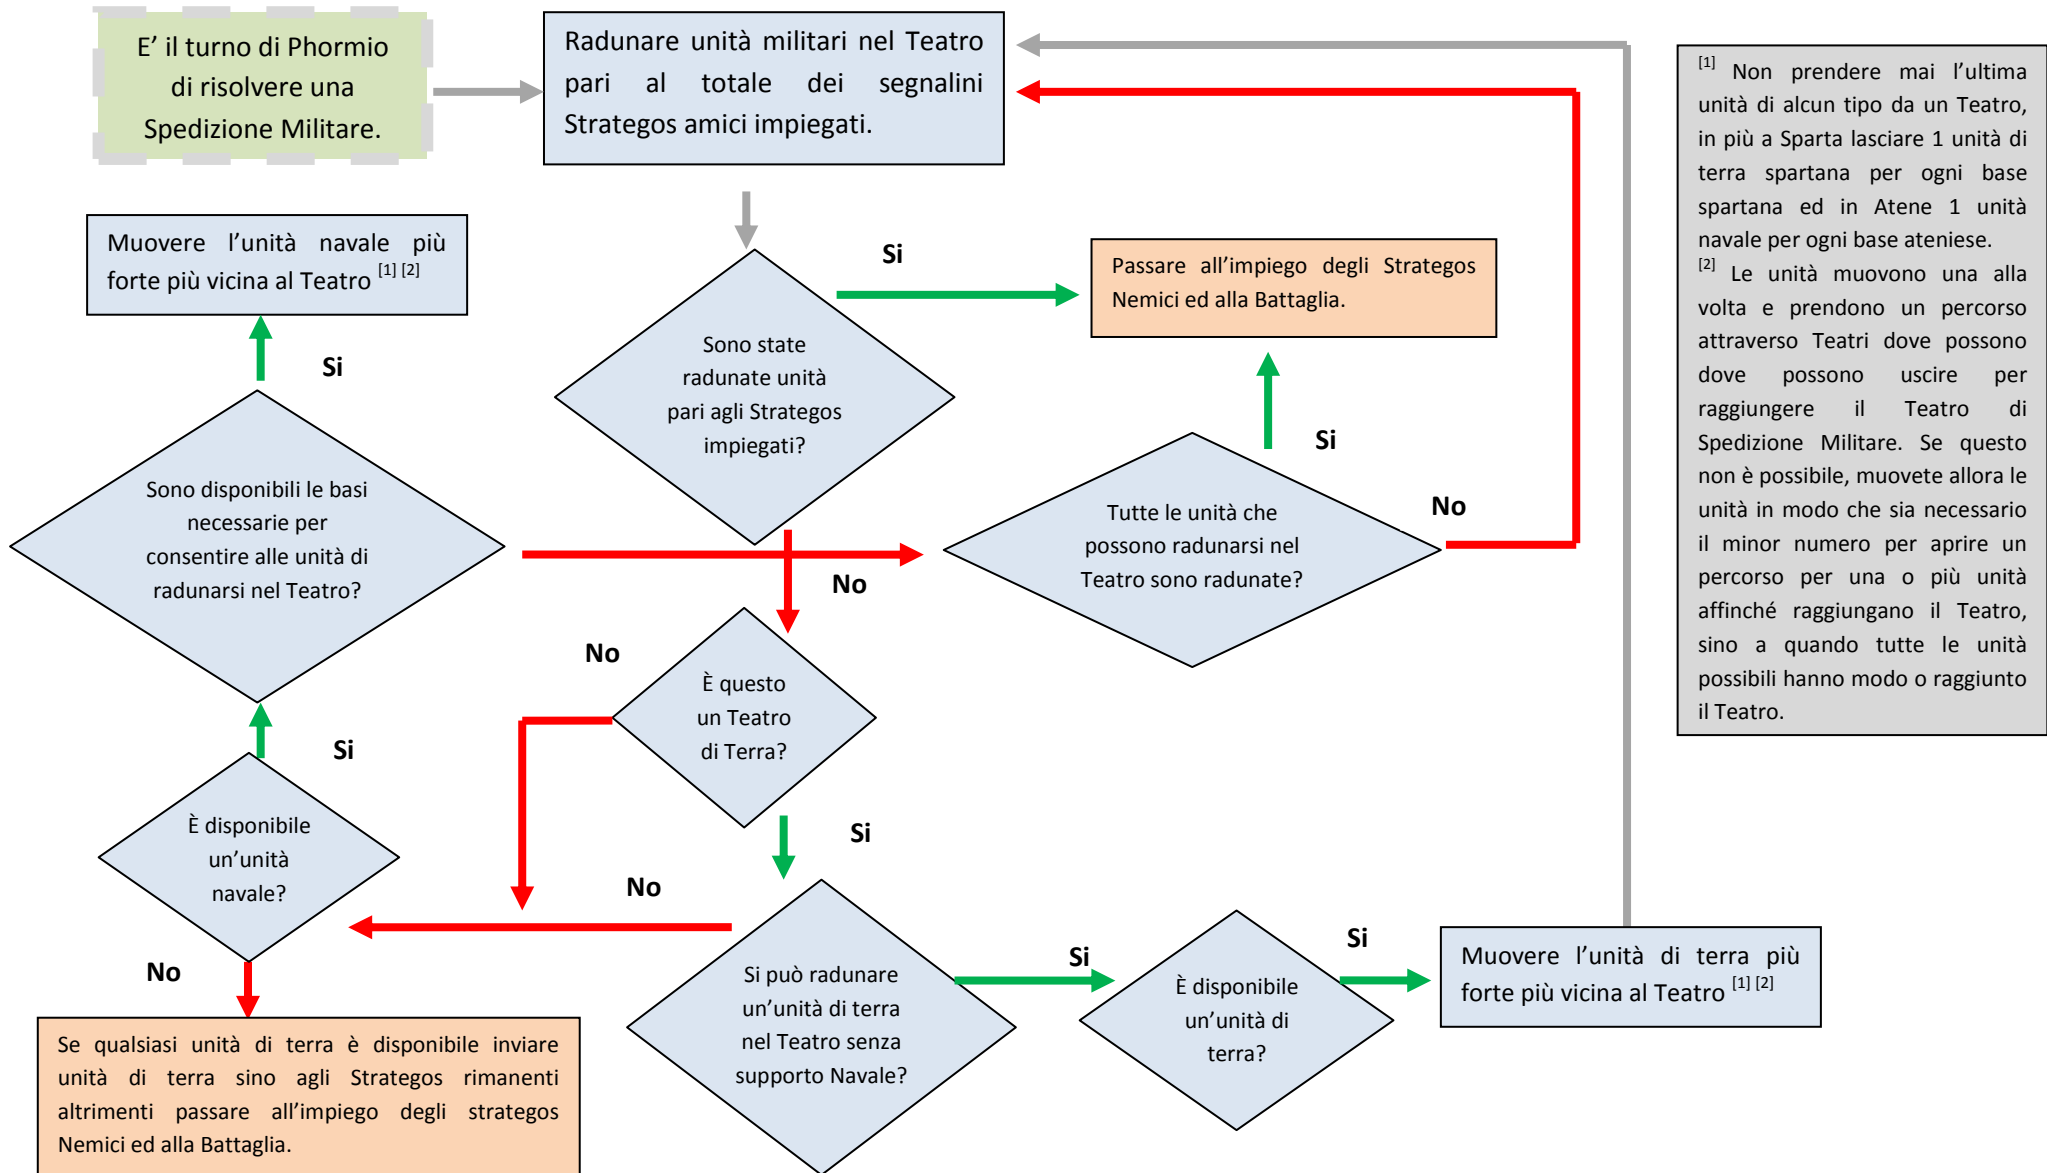 E’ il turno di Phormio
di risolvere una
Spedizione Militare.
Radunare unità militari nel Teatro
pari al totale dei segnalini
Strategos amici impiegati.
[1] Non prendere mai l’ultima
unità di alcun tipo da un Teatro,
in più a Sparta lasciare 1 unità di
terra spartana per ogni base
spartana ed in Atene 1 unità
navale per ogni base ateniese.
[2] Le unità muovono una alla
volta e prendono un percorso
attraverso Teatri dove possono
dove possono uscire per
raggiungere il Teatro di
Spedizione Militare. Se questo
non è possibile, muovete allora le
unità in modo che sia necessario
il minor numero per aprire un
percorso per una o più unità
affinché raggiungano il Teatro,
sino a quando tutte le unità
possibili hanno modo o raggiunto
il Teatro.
Muovere l’unità navale più
forte più vicina al Teatro [1] [2]
Si
Passare all’impiego degli Strategos
Nemici ed alla Battaglia.
Sono state
radunate unità
pari agli Strategos
impiegati?
Si
Si
Sono disponibili le basi
necessarie per
consentire alle unità di
radunarsi nel Teatro?
Tutte le unità che
possono radunarsi nel
Teatro sono radunate?
No
No
No
È questo
un Teatro
di Terra?
Si
È disponibile
un’unità
navale?
Si
No
No
Si può radunare
un’unità di terra
nel Teatro senza
supporto Navale?
Si
È disponibile
un’unità di
terra?
Si
Muovere l’unità di terra più
forte più vicina al Teatro [1] [2]
Se qualsiasi unità di terra è disponibile inviare
unità di terra sino agli Strategos rimanenti
altrimenti passare all’impiego degli strategos
Nemici ed alla Battaglia.